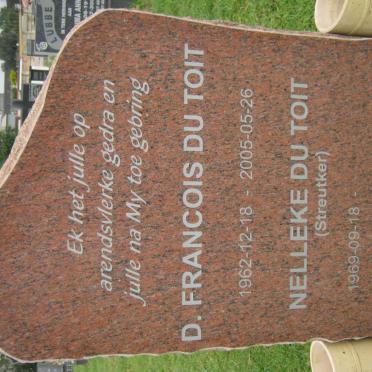 Ek het julle op
arendsvlerke gedra en
julle na My toe gebring
D. FRANCOIS DU TOIT
1962-12-18 - 2005-05-26
NELLEKE DU TOIT
(Streutker)
1969-09-18 -